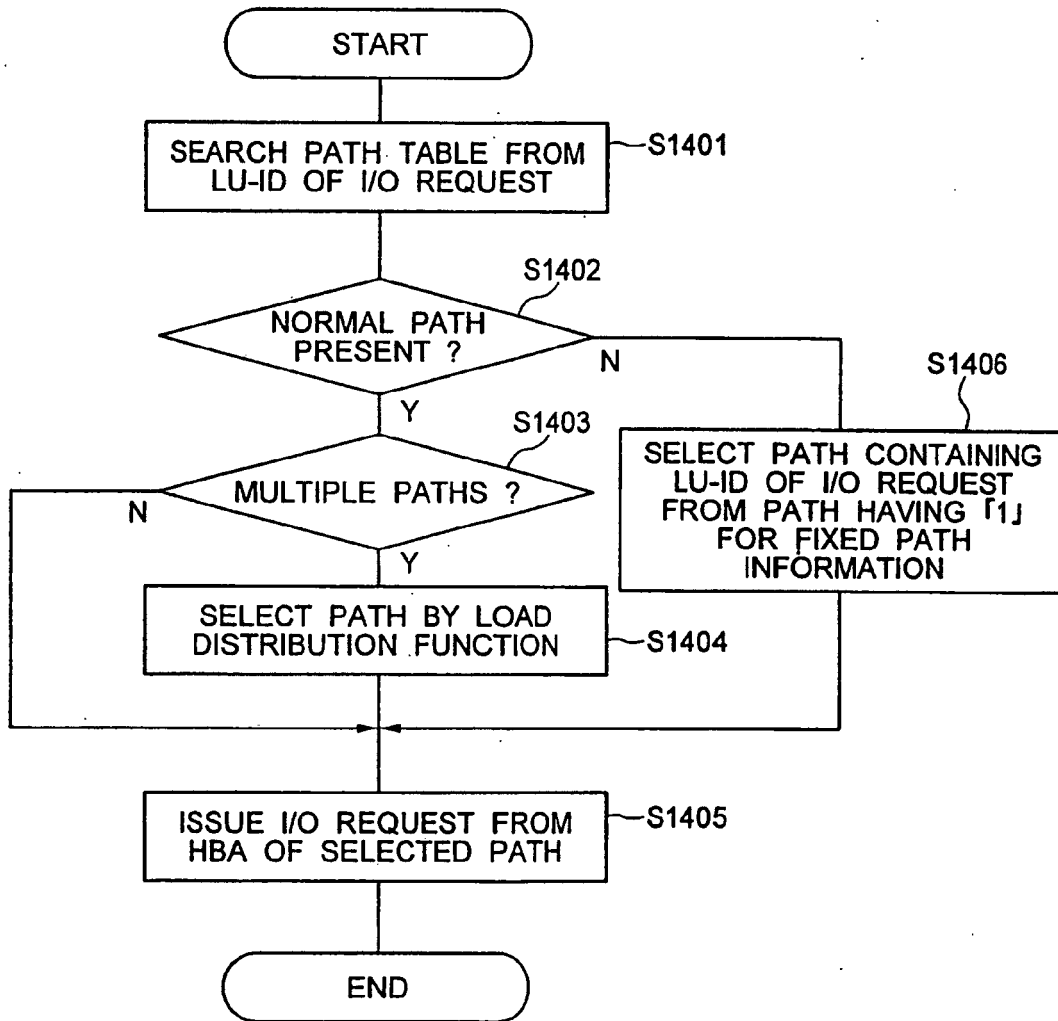 START
SEARCH PATH TABLE FROM
LU-ID OF I/O REQUEST
S1401
S1402
NORMAL PATH
PRESENT ?
N
Y
S1406
SELECT PATH CONTAINING
LU-ID OF I/O REQUEST
FROM PATH HAVING「1」
FOR FIXED PATH
INFORMATION
S1403
MULTIPLE PATHS ?
N
Y
SELECT PATH BY LOAD
DISTRIBUTION FUNCTION
S1404
ISSUE I/O REQUEST FROM
HBA OF SELECTED PATH
S1405
END